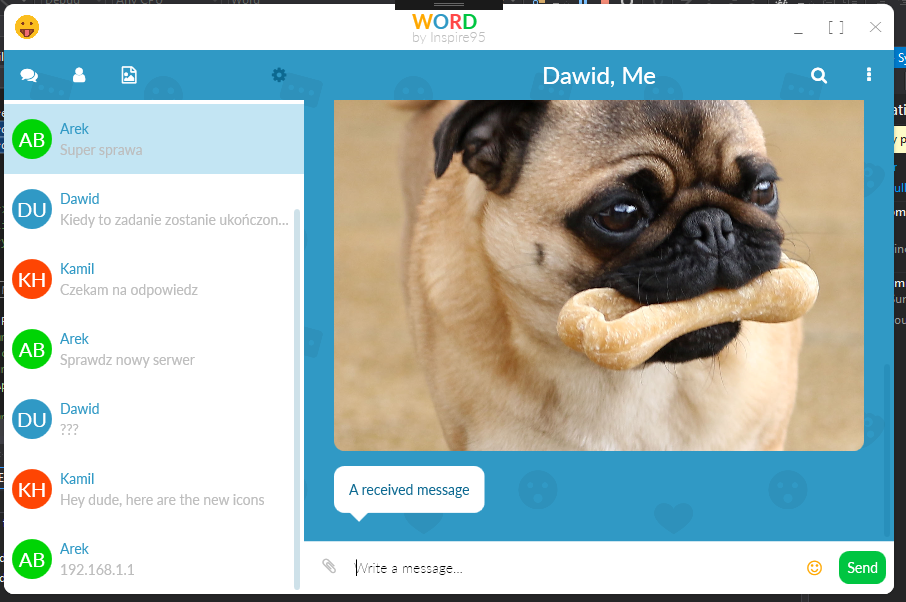 WORD
by Inspire95
Dawid, Me
AB
Arek
Super sprawa
DU
Dawid
Kiedy to zadanie zostanie ukończon...
KH
Kamil
Czekam na odpowiedz
AB
Arek
Sprawdz nowy serwer
DU
Dawid
???
KH
Kamil
Hey dude, here are the new icons
AB
Arek
192.168.1.1
A received message
Write a message...
Send